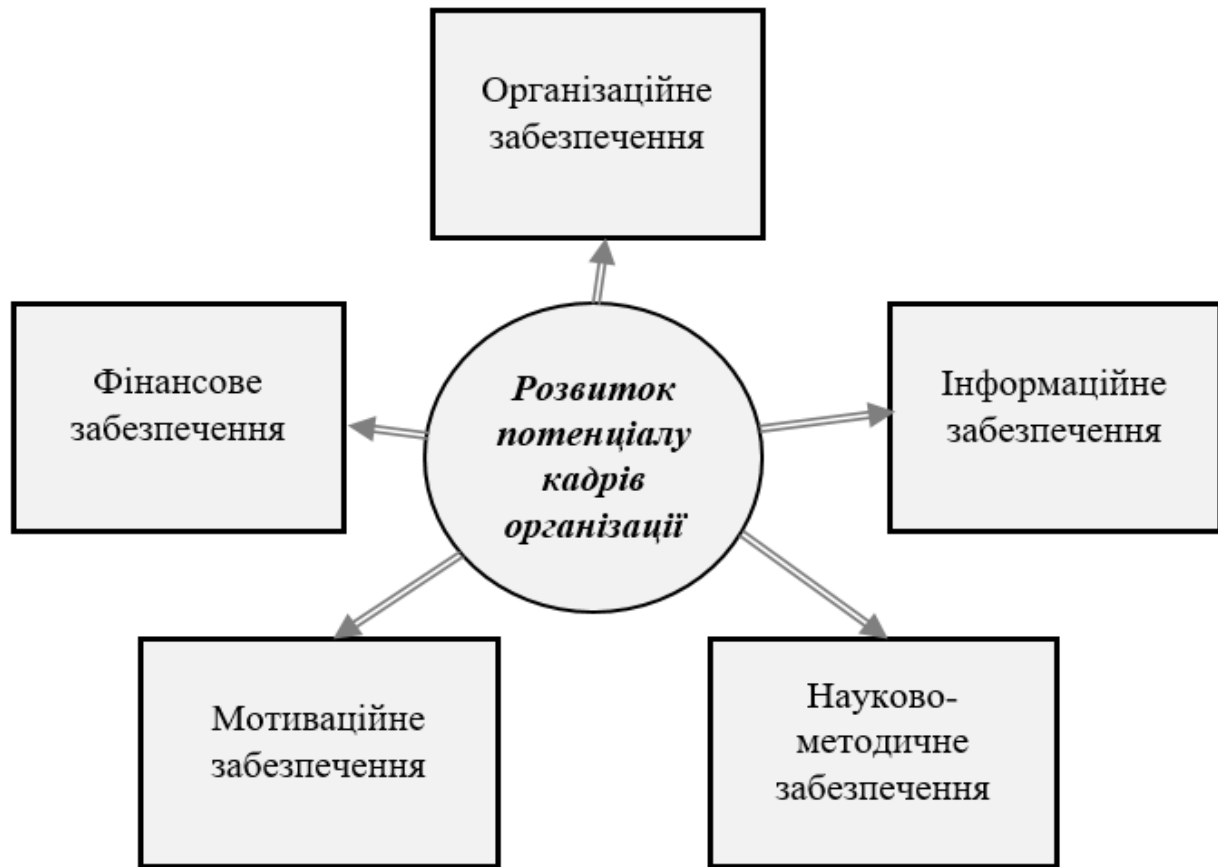 Організаційне
забезпечення
Фінансове
забезпечення
Розвиток
потенціалу
кадрів
організації
Інформаційне
забезпечення
Мотиваційне
забезпечення
Науково-
методичне
забезпечення